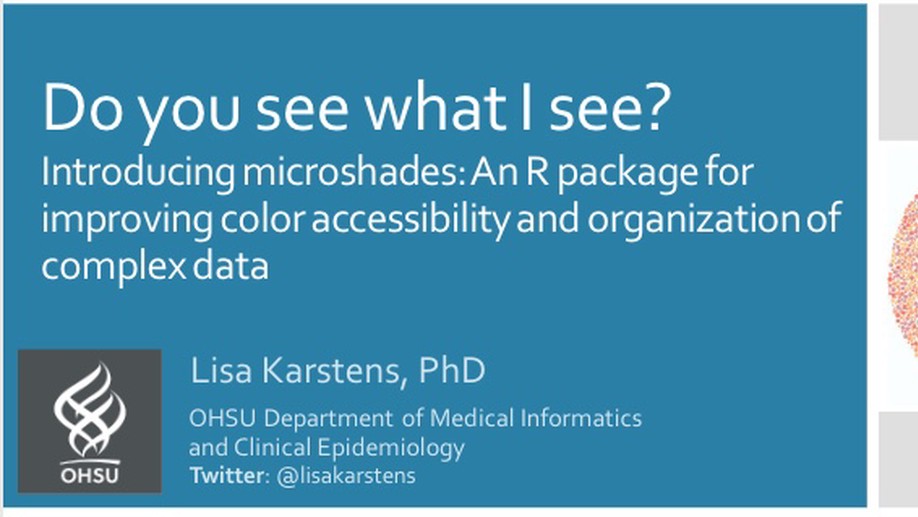 Do you see what I see?
Introducing microshades: An R package for
improving color accessibility and organization of
complex data
Lisa Karstens, PhD
OHSU Department of Medical Informatics
and Clinical Epidemiology
Twitter: @lisakarstens
OHSU